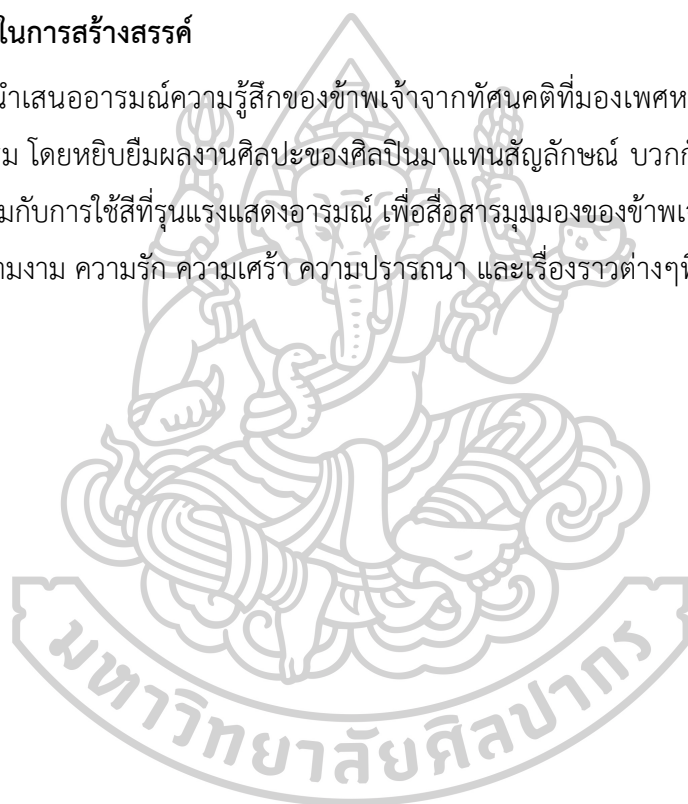 ในการสร้างสรรค์
นำเสนออารมณ์ความรู้สึกของข้าพเจ้าจากทัศนคติที่มองเพศห
ม โดยหยิบยืมผลงานศิลปะของศิลปินมาแทนสัญลักษณ์ บวกก
มกับการใช้สีที่รุนแรงแสดงอารมณ์ เพื่อสื่อสารมุมมองของข้าพเ
ามงาม ความรัก ความเศร้า ความปรารถนา และเรื่องราวต่างๆที
มหาวิทยาลัยศิลปากร